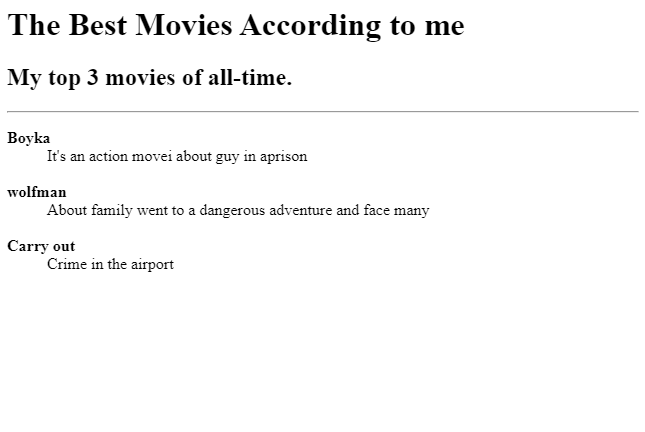 The Best Movies According to me
My top 3 movies of all-time.
Boyka
It's an action movei about guy in aprison
wolfman
About family went to a dangerous adventure and face many
Carry out
Crime in the airport